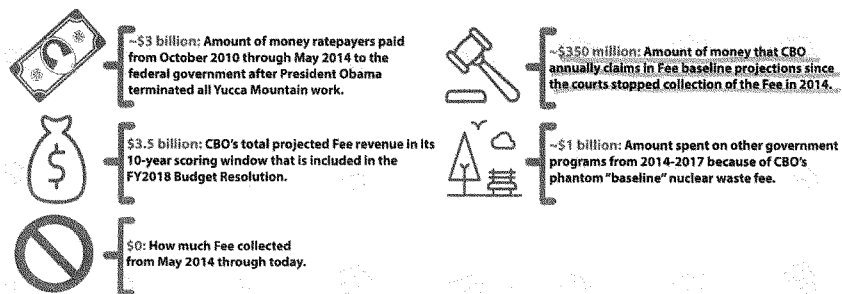 ~$3 billion: Amount of money ratepayers paid
from October 2010 through May 2014 to the
federal government after President Obama
terminated all Yucca Mountain work.
$3.5 billion: CBO's total projected Fee revenue in its
10-year scoring window that is included in the
FY2018 Budget Resolution.
$0: How much Fee collected
from May 2014 through today.
~$350 million: Amount of money that CBO
annually claims in Fee baseline projections since
the courts stopped collection of the Fee in 2014.
~$1 billion: Amount spent on other government
programs from 2014-2017 because of CBO's
phantom "baseline" nuclear waste fee.